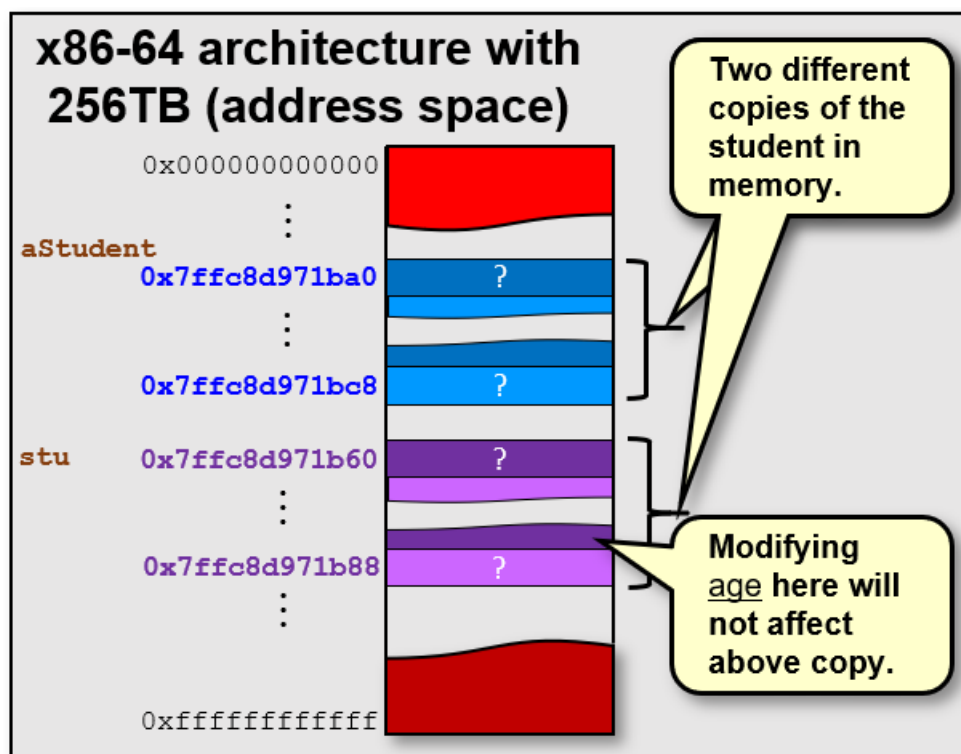 x86-64 architecture with
256TB (address space)
Two different
copies of the
student in
memory.
0x000000000000
aStudent
0x7ffc8d971ba0
?
0x7ffc8d971bc8
?
stu
0x7ffc8d971b60
?
0x7ffc8d971b88
?
Modifying
age here will
not affect
above copy.
0xffffffffffff